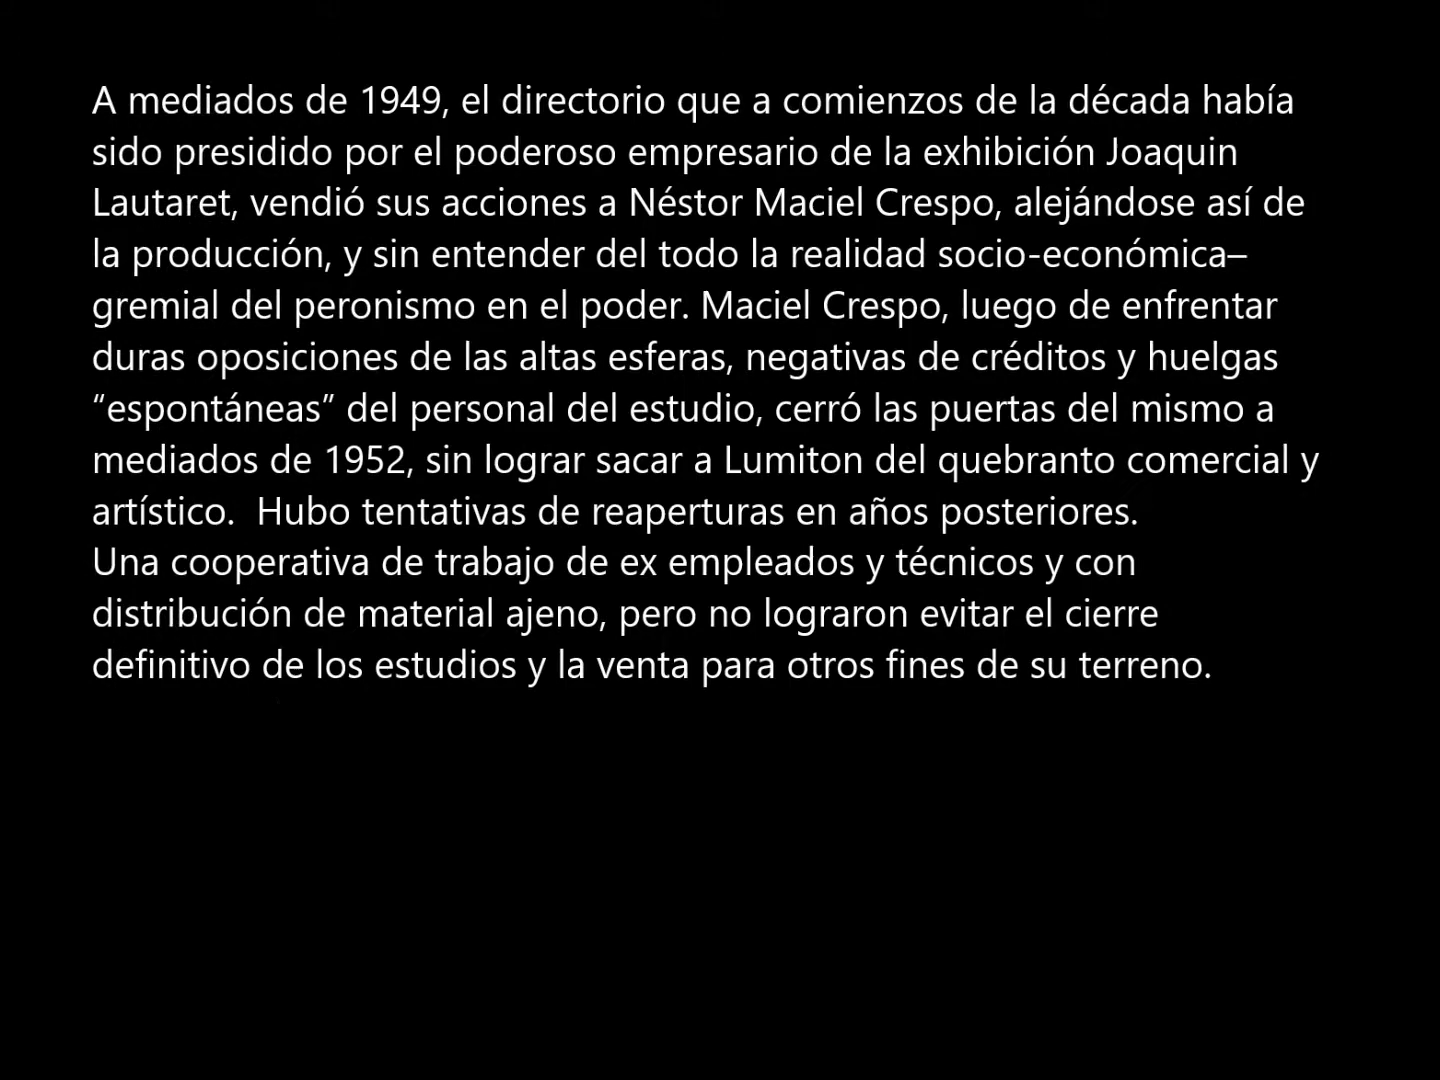 A mediados de 1949, el directorio que a comienzos de la década había
sido presidido por el poderoso empresario de la exhibición Joaquin
Lautaret, vendió sus acciones a Néstor Maciel Crespo, alejándose así de
la producción, y sin entender del todo la realidad socio-económica–
gremial del peronismo en el poder. Maciel Crespo, luego de enfrentar
duras oposiciones de las altas esferas, negativas de créditos y huelgas
“espontáneas” del personal del estudio, cerró las puertas del mismo a
mediados de 1952, sin lograr sacar a Lumiton del quebranto comercial y
artístico.  Hubo tentativas de reaperturas en años posteriores.
Una cooperativa de trabajo de ex empleados y técnicos y con
distribución de material ajeno, pero no lograron evitar el cierre
definitivo de los estudios y la venta para otros fines de su terreno.